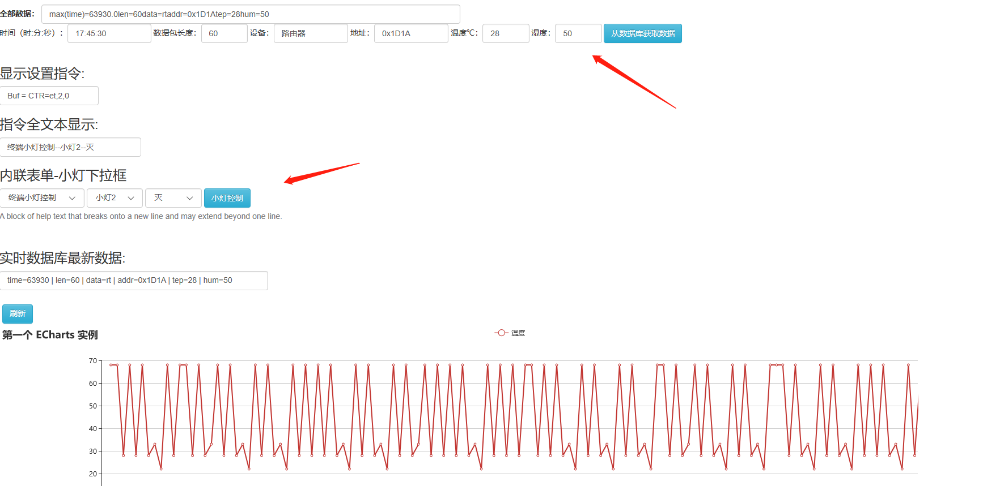 全部数据： max(time)=63930.0len=60data=rtaddr=0x1D1Atep=28hum=50
时间（时:分:秒）： 17:45:30 数据包长度： 60 设备： 路由器 地址： 0x1D1A 温度℃： 28 湿度： 50 从数据库获取数据
显示设置指令:
Buf = CTR=et,2,0
指令全文本显示:
终端小灯控制--小灯2--灭
内联表单-小灯下拉框
终端小灯控制 小灯2 灭 小灯控制
A block of help text that breaks onto a new line and may extend beyond one line.
实时数据库最新数据:
time=63930 | len=60 | data=rt | addr=0x1D1A | tep=28 | hum=50
刷新
第一个 ECharts 实例 温度
70
60
50
40
30
20